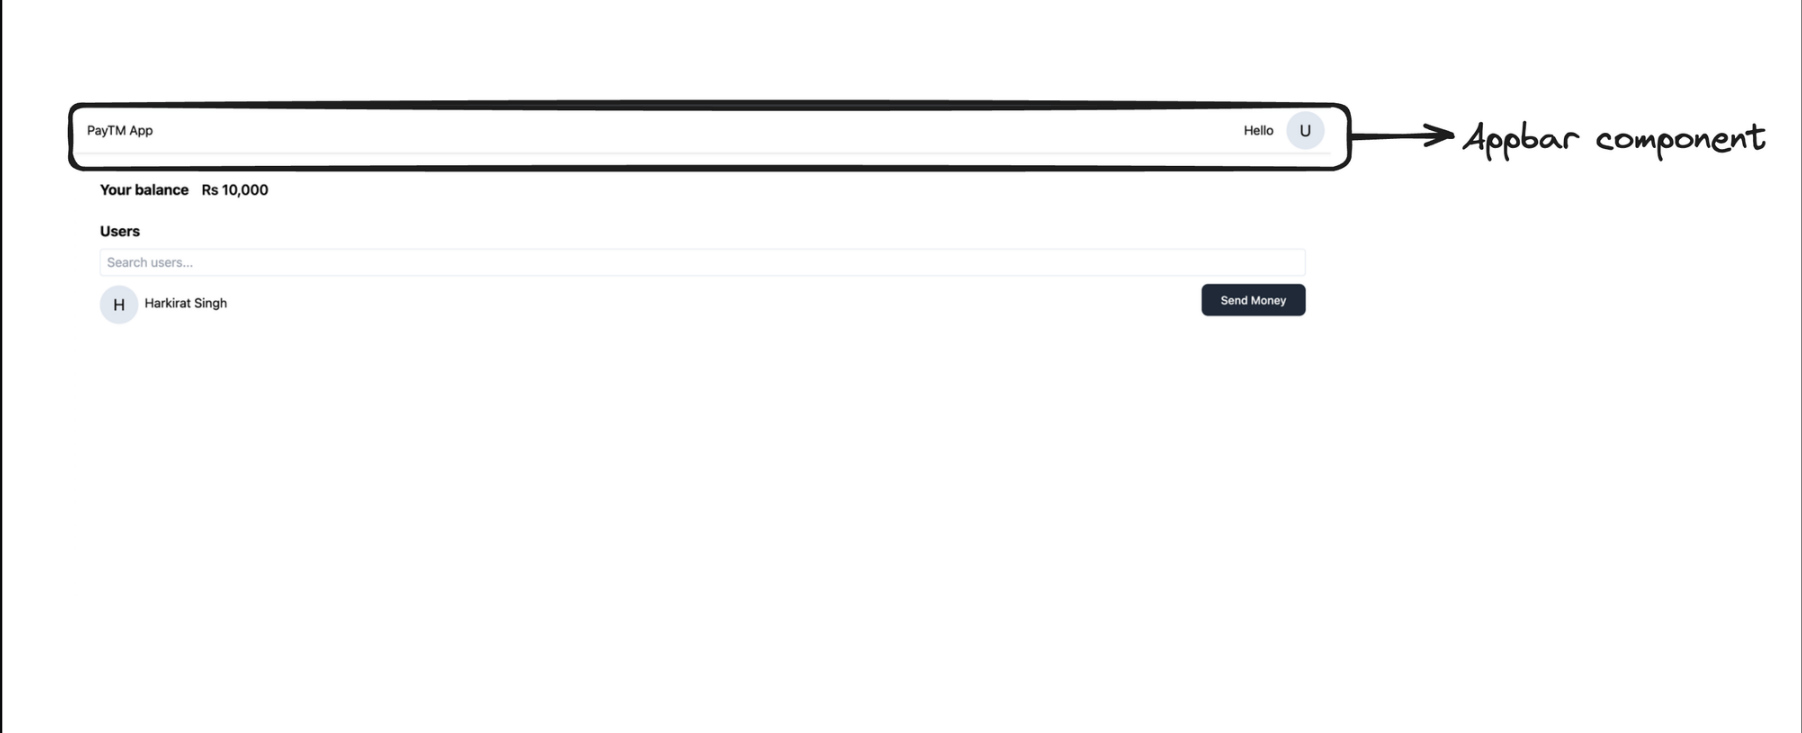 PayTM App Hello U Appbar component
Your balance Rs 10,000
Users
Search users...
H Harkirat Singh Send Money